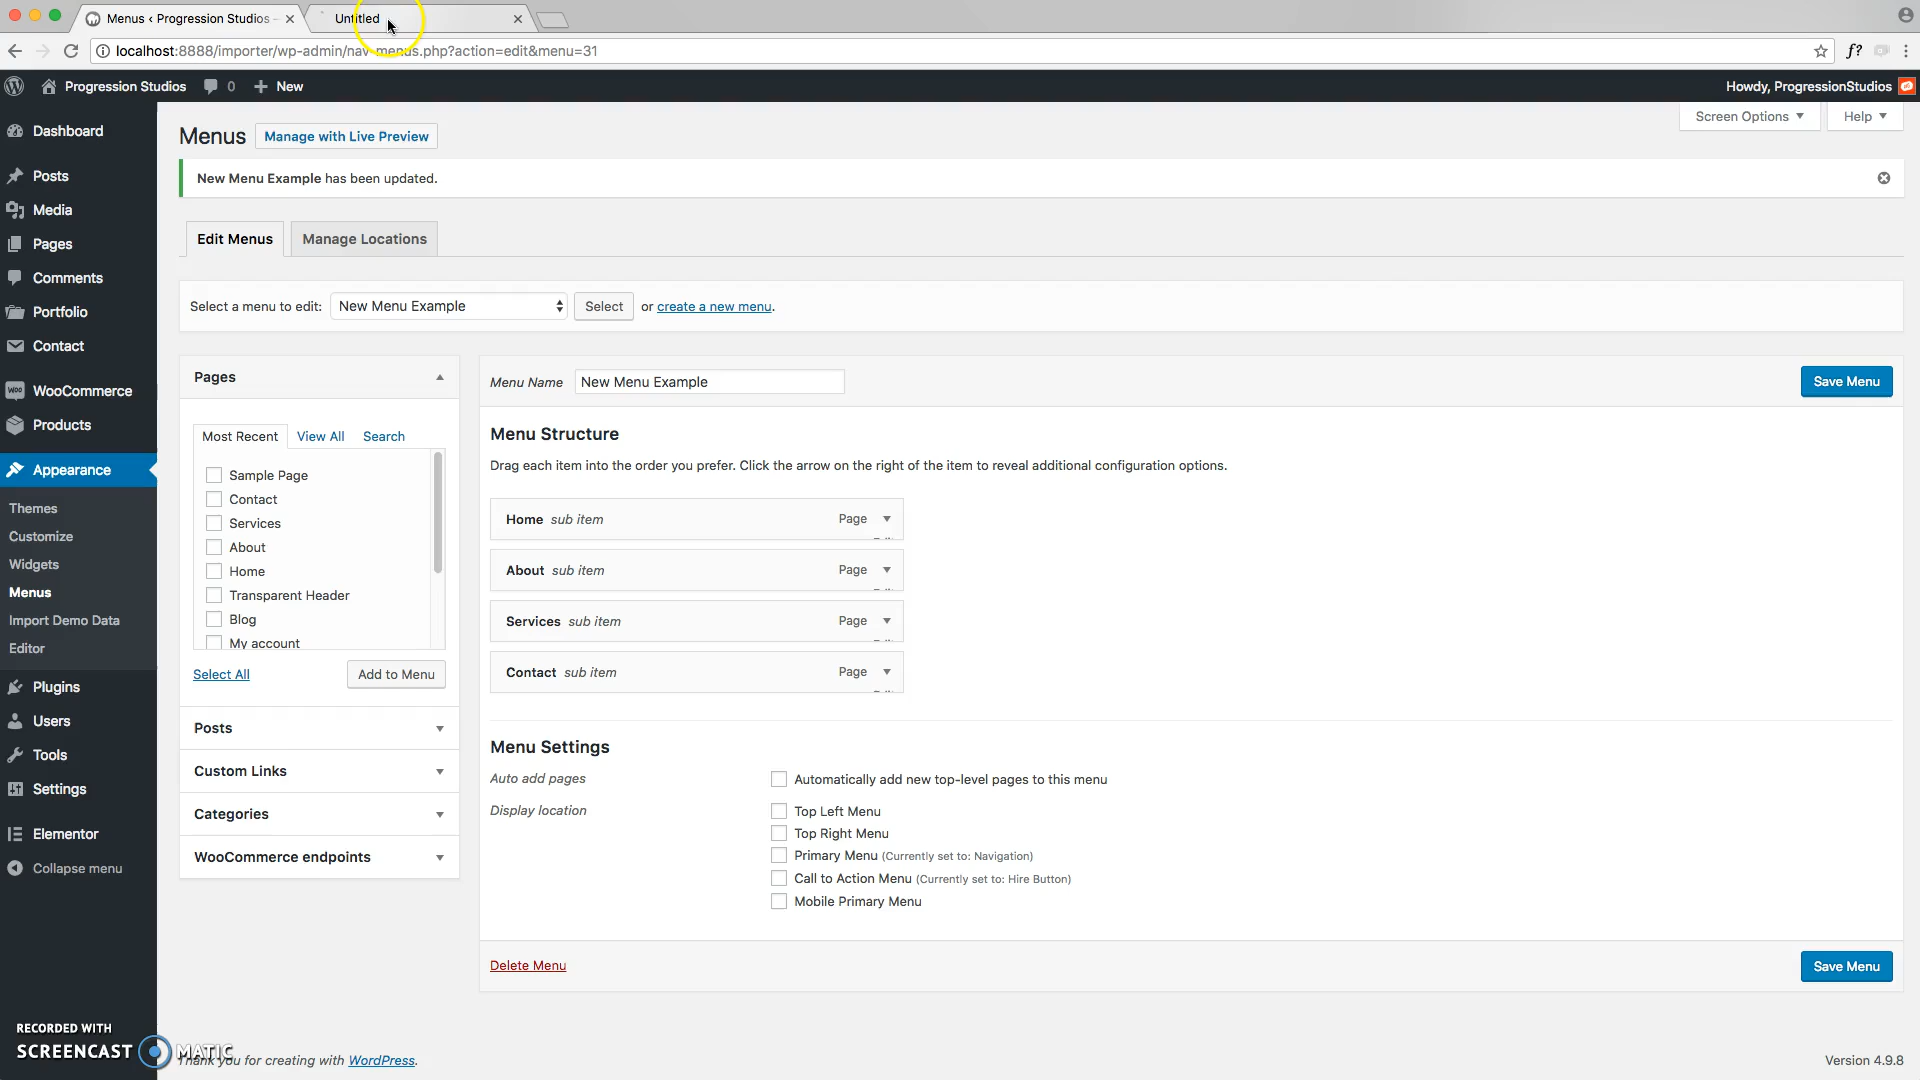 Menus ‹ Progression Studios —
Untitled
localhost:8888/importer/wp-admin/nav-menus.php?action=edit&menu=31
f?
Progression Studios
0
New
Howdy, ProgressionStudios
Dashboard
Posts
Media
Pages
Comments
Portfolio
Contact
WooCommerce
Products
Appearance
Themes
Customize
Widgets
Menus
Import Demo Data
Editor
Plugins
Users
Tools
Settings
Elementor
Collapse menu
Menus
Manage with Live Preview
Screen Options
Help
New Menu Example has been updated.
Edit Menus
Manage Locations
Select a menu to edit:
New Menu Example
Select
or create a new menu.
Pages
Most Recent
View All
Search
Sample Page
Contact
Services
About
Home
Transparent Header
Blog
My account
Select All
Add to Menu
Posts
Custom Links
Categories
WooCommerce endpoints
Menu Name
New Menu Example
Save Menu
Menu Structure
Drag each item into the order you prefer. Click the arrow on the right of the item to reveal additional configuration options.
Home sub item Page
About sub item Page
Services sub item Page
Contact sub item Page
Menu Settings
Auto add pages
Automatically add new top-level pages to this menu
Display location
Top Left Menu
Top Right Menu
Primary Menu (Currently set to: Navigation)
Call to Action Menu (Currently set to: Hire Button)
Mobile Primary Menu
Delete Menu
Save Menu
RECORDED WITH
SCREENCAST MATIC
Thank you for creating with WordPress.
Version 4.9.8